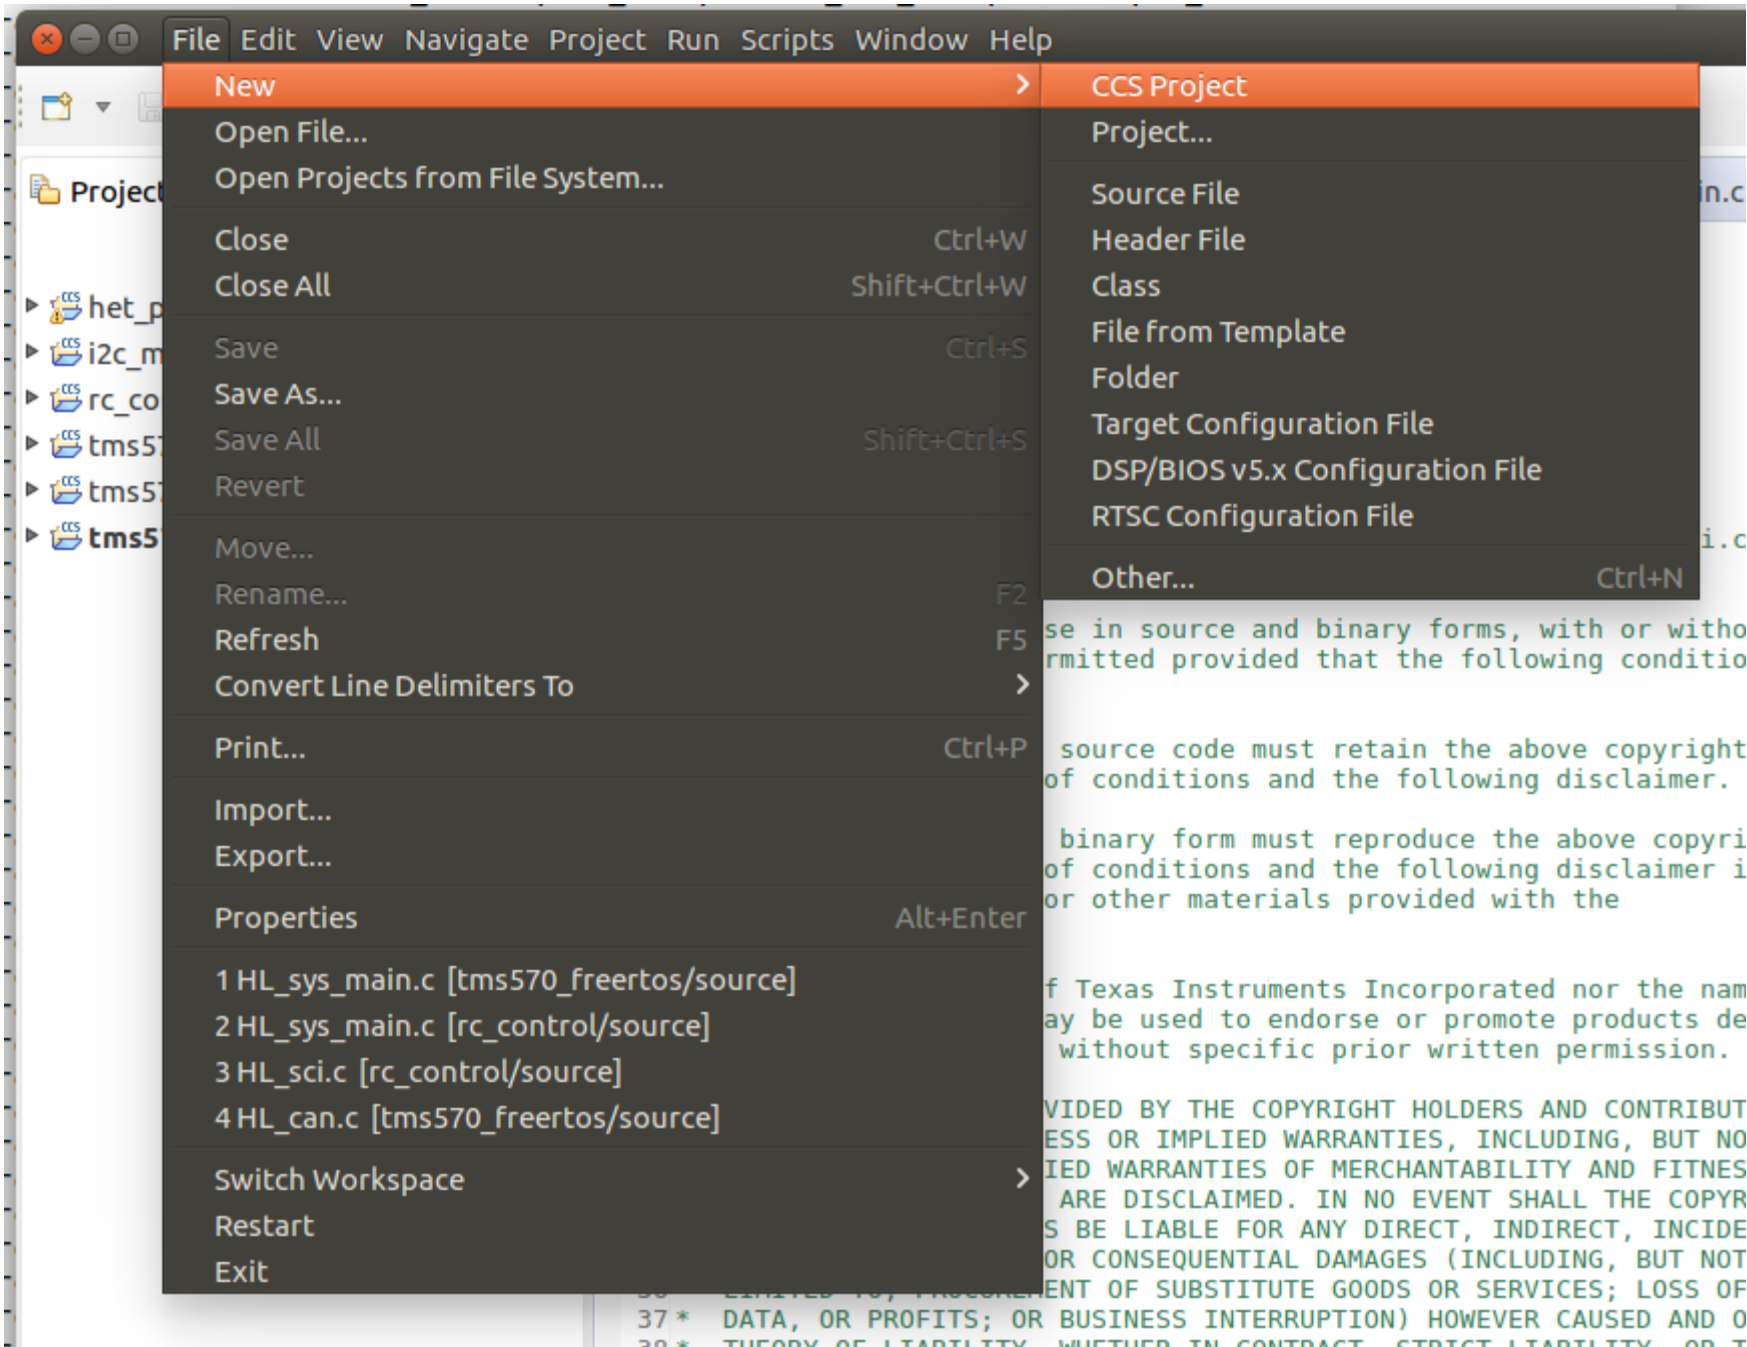 File Edit View Navigate Project Run Scripts Window Help
New
Open File...
Open Projects from File System...
Close Ctrl+W
Close All Shift+Ctrl+W
Save Ctrl+S
Save As...
Save All Shift+Ctrl+S
Revert
Move...
Rename... F2
Refresh F5
Convert Line Delimiters To
Print... Ctrl+P
Import...
Export...
Properties Alt+Enter
1 HL_sys_main.c [tms570_freertos/source]
2 HL_sys_main.c [rc_control/source]
3 HL_sci.c [rc_control/source]
4 HL_can.c [tms570_freertos/source]
Switch Workspace
Restart
Exit
CCS Project
Project...
Source File
Header File
Class
File from Template
Folder
Target Configuration File
DSP/BIOS v5.x Configuration File
RTSC Configuration File
Other... Ctrl+N
Project
het_p
i2c_m
rc_co
tms57
tms57
tms5
in.c
i.c
se in source and binary forms, with or witho
rmitted provided that the following conditio
source code must retain the above copyright
of conditions and the following disclaimer.
binary form must reproduce the above copyri
of conditions and the following disclaimer i
or other materials provided with the
f Texas Instruments Incorporated nor the nam
ay be used to endorse or promote products de
without specific prior written permission.
VIDED BY THE COPYRIGHT HOLDERS AND CONTRIBUT
ESS OR IMPLIED WARRANTIES, INCLUDING, BUT NO
IED WARRANTIES OF MERCHANTABILITY AND FITNES
ARE DISCLAIMED. IN NO EVENT SHALL THE COPYR
S BE LIABLE FOR ANY DIRECT, INDIRECT, INCIDE
OR CONSEQUENTIAL DAMAGES (INCLUDING, BUT NOT
MENT OF SUBSTITUTE GOODS OR SERVICES; LOSS OF
37 * DATA, OR PROFITS; OR BUSINESS INTERRUPTION) HOWEVER CAUSED AND O